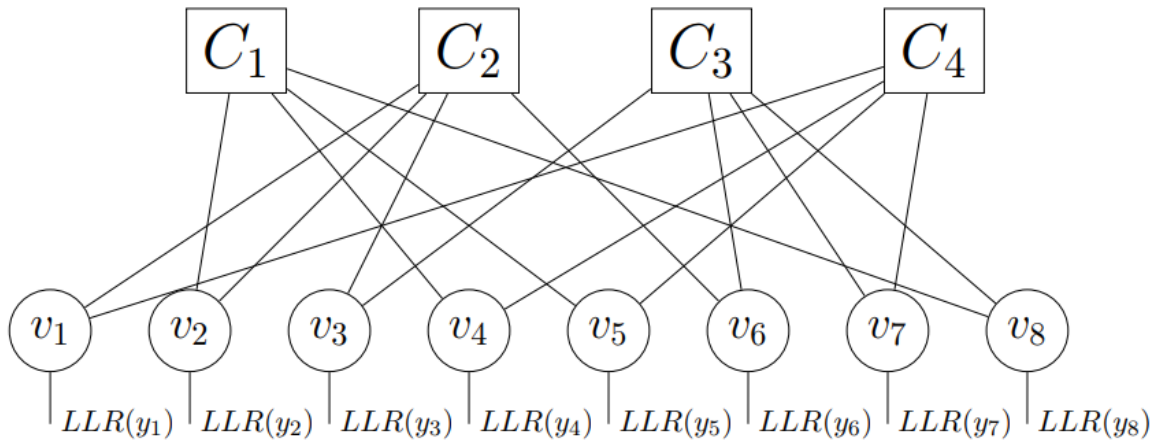 C₁ C₂ C₃ C₄
v₁ v₂ v₃ v₄ v₅ v₆ v₇ v₈
LLR(y₁) LLR(y₂) LLR(y₃) LLR(y₄) LLR(y₅) LLR(y₆) LLR(y₇) LLR(y₈)